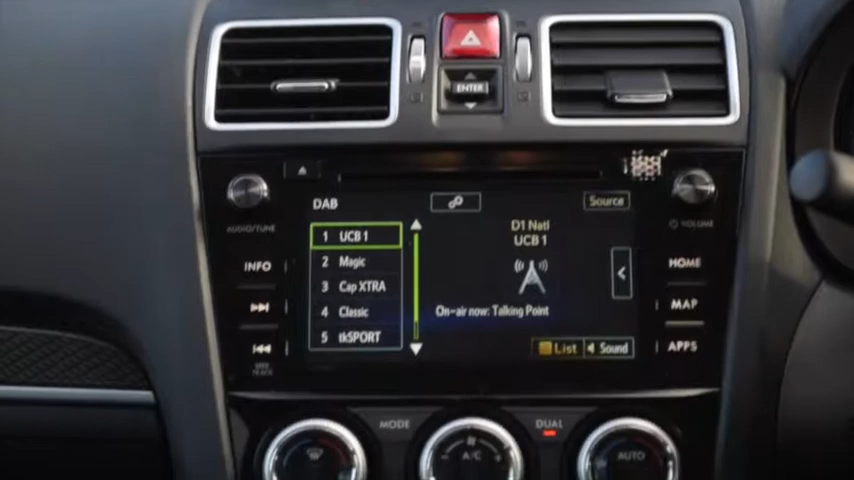 ENTER
DAB
Source
AUDIO/TUNE
VOLUME
D1 Natl
UCB 1
1 UCB 1
2 Magic
3 Cap XTRA
4 Classic
5 tkSPORT
INFO
HOME
MAP
APPS
On-air now: Talking Point
List
Sound
TRACK
MODE
DUAL
A/C
AUTO